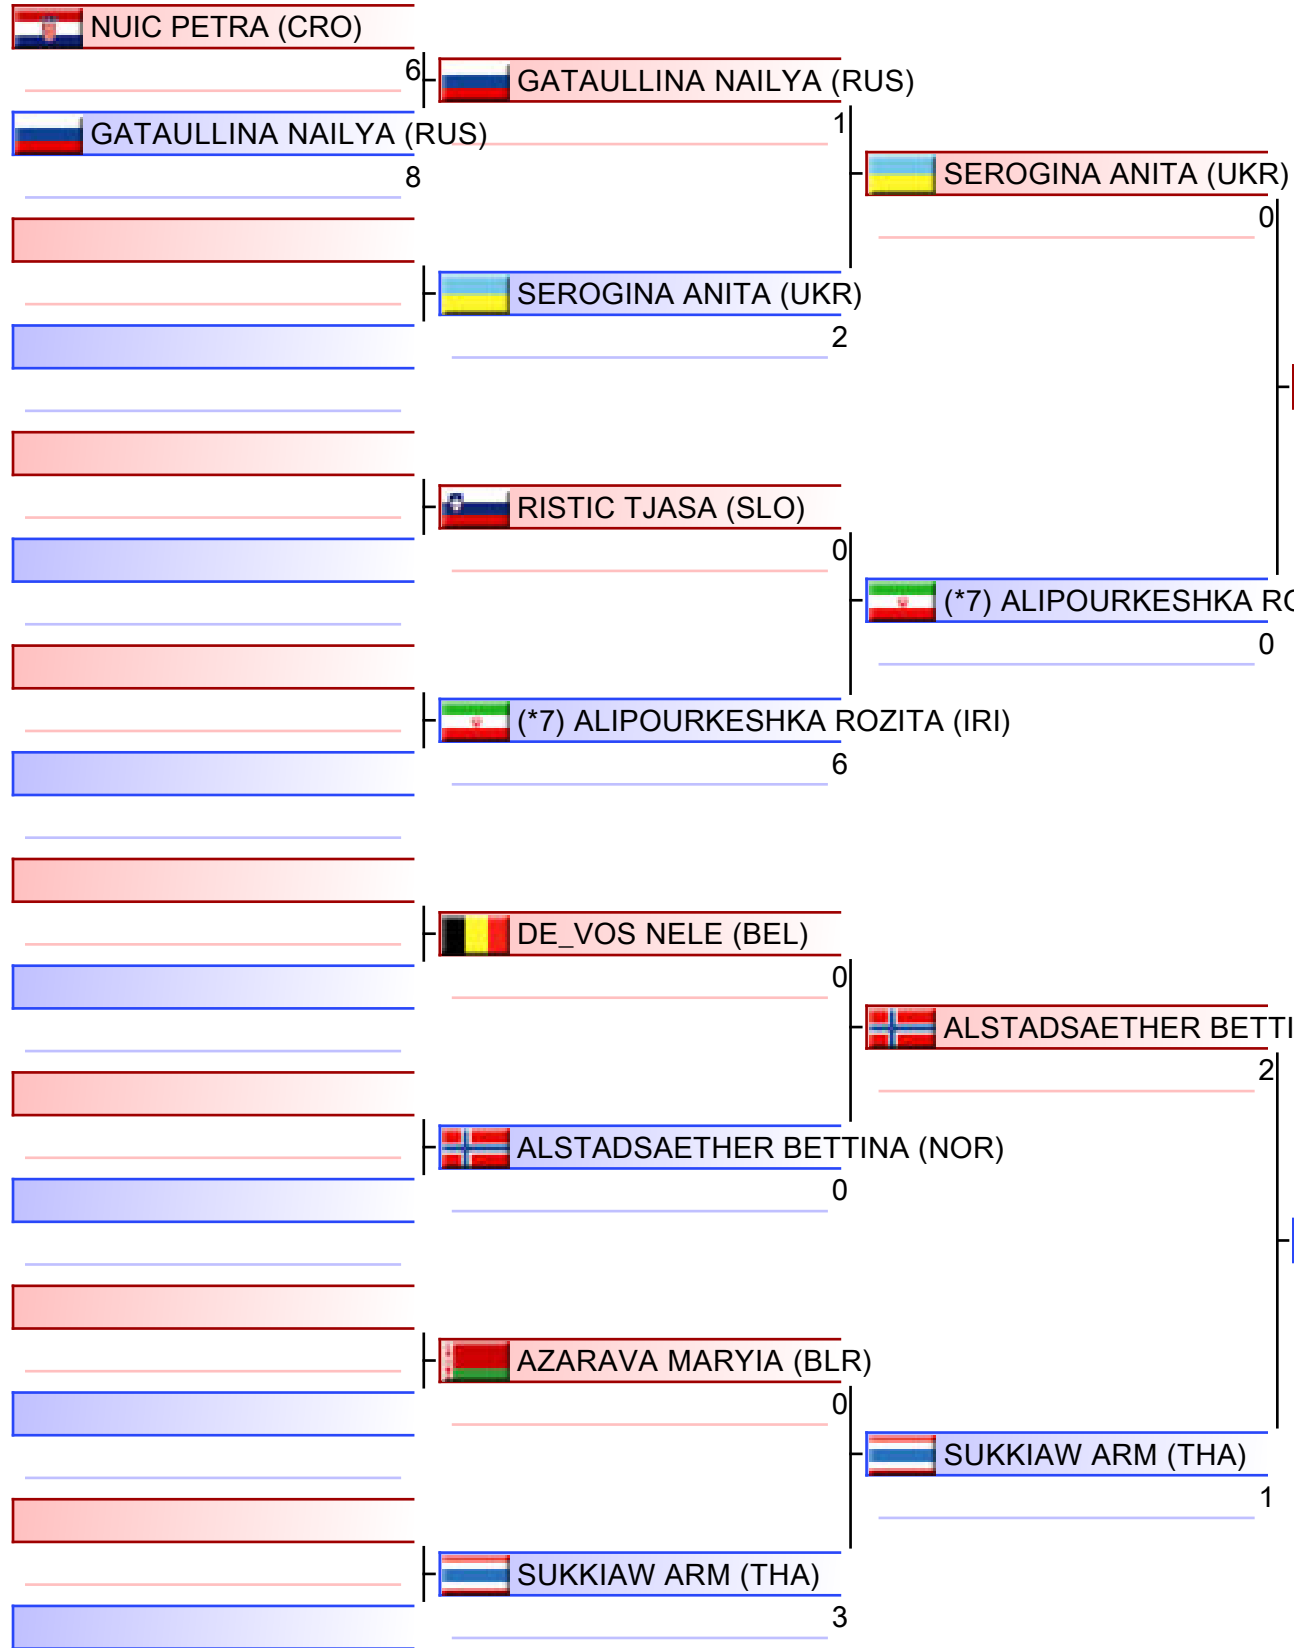 NUIC PETRA (CRO)
6
GATAULLINA NAILYA (RUS)
8
GATAULLINA NAILYA (RUS)
1
SEROGINA ANITA (UKR)
2
RISTIC TJASA (SLO)
0
(*7) ALIPOURKESHKA ROZITA (IRI)
6
DE_VOS NELE (BEL)
0
ALSTADSAETHER BETTINA (NOR)
0
AZARAVA MARYIA (BLR)
0
SUKKIAW ARM (THA)
3
SEROGINA ANITA (UKR)
0
(*7) ALIPOURKESHKA RO
0
ALSTADSAETHER BETTI
2
SUKKIAW ARM (THA)
1